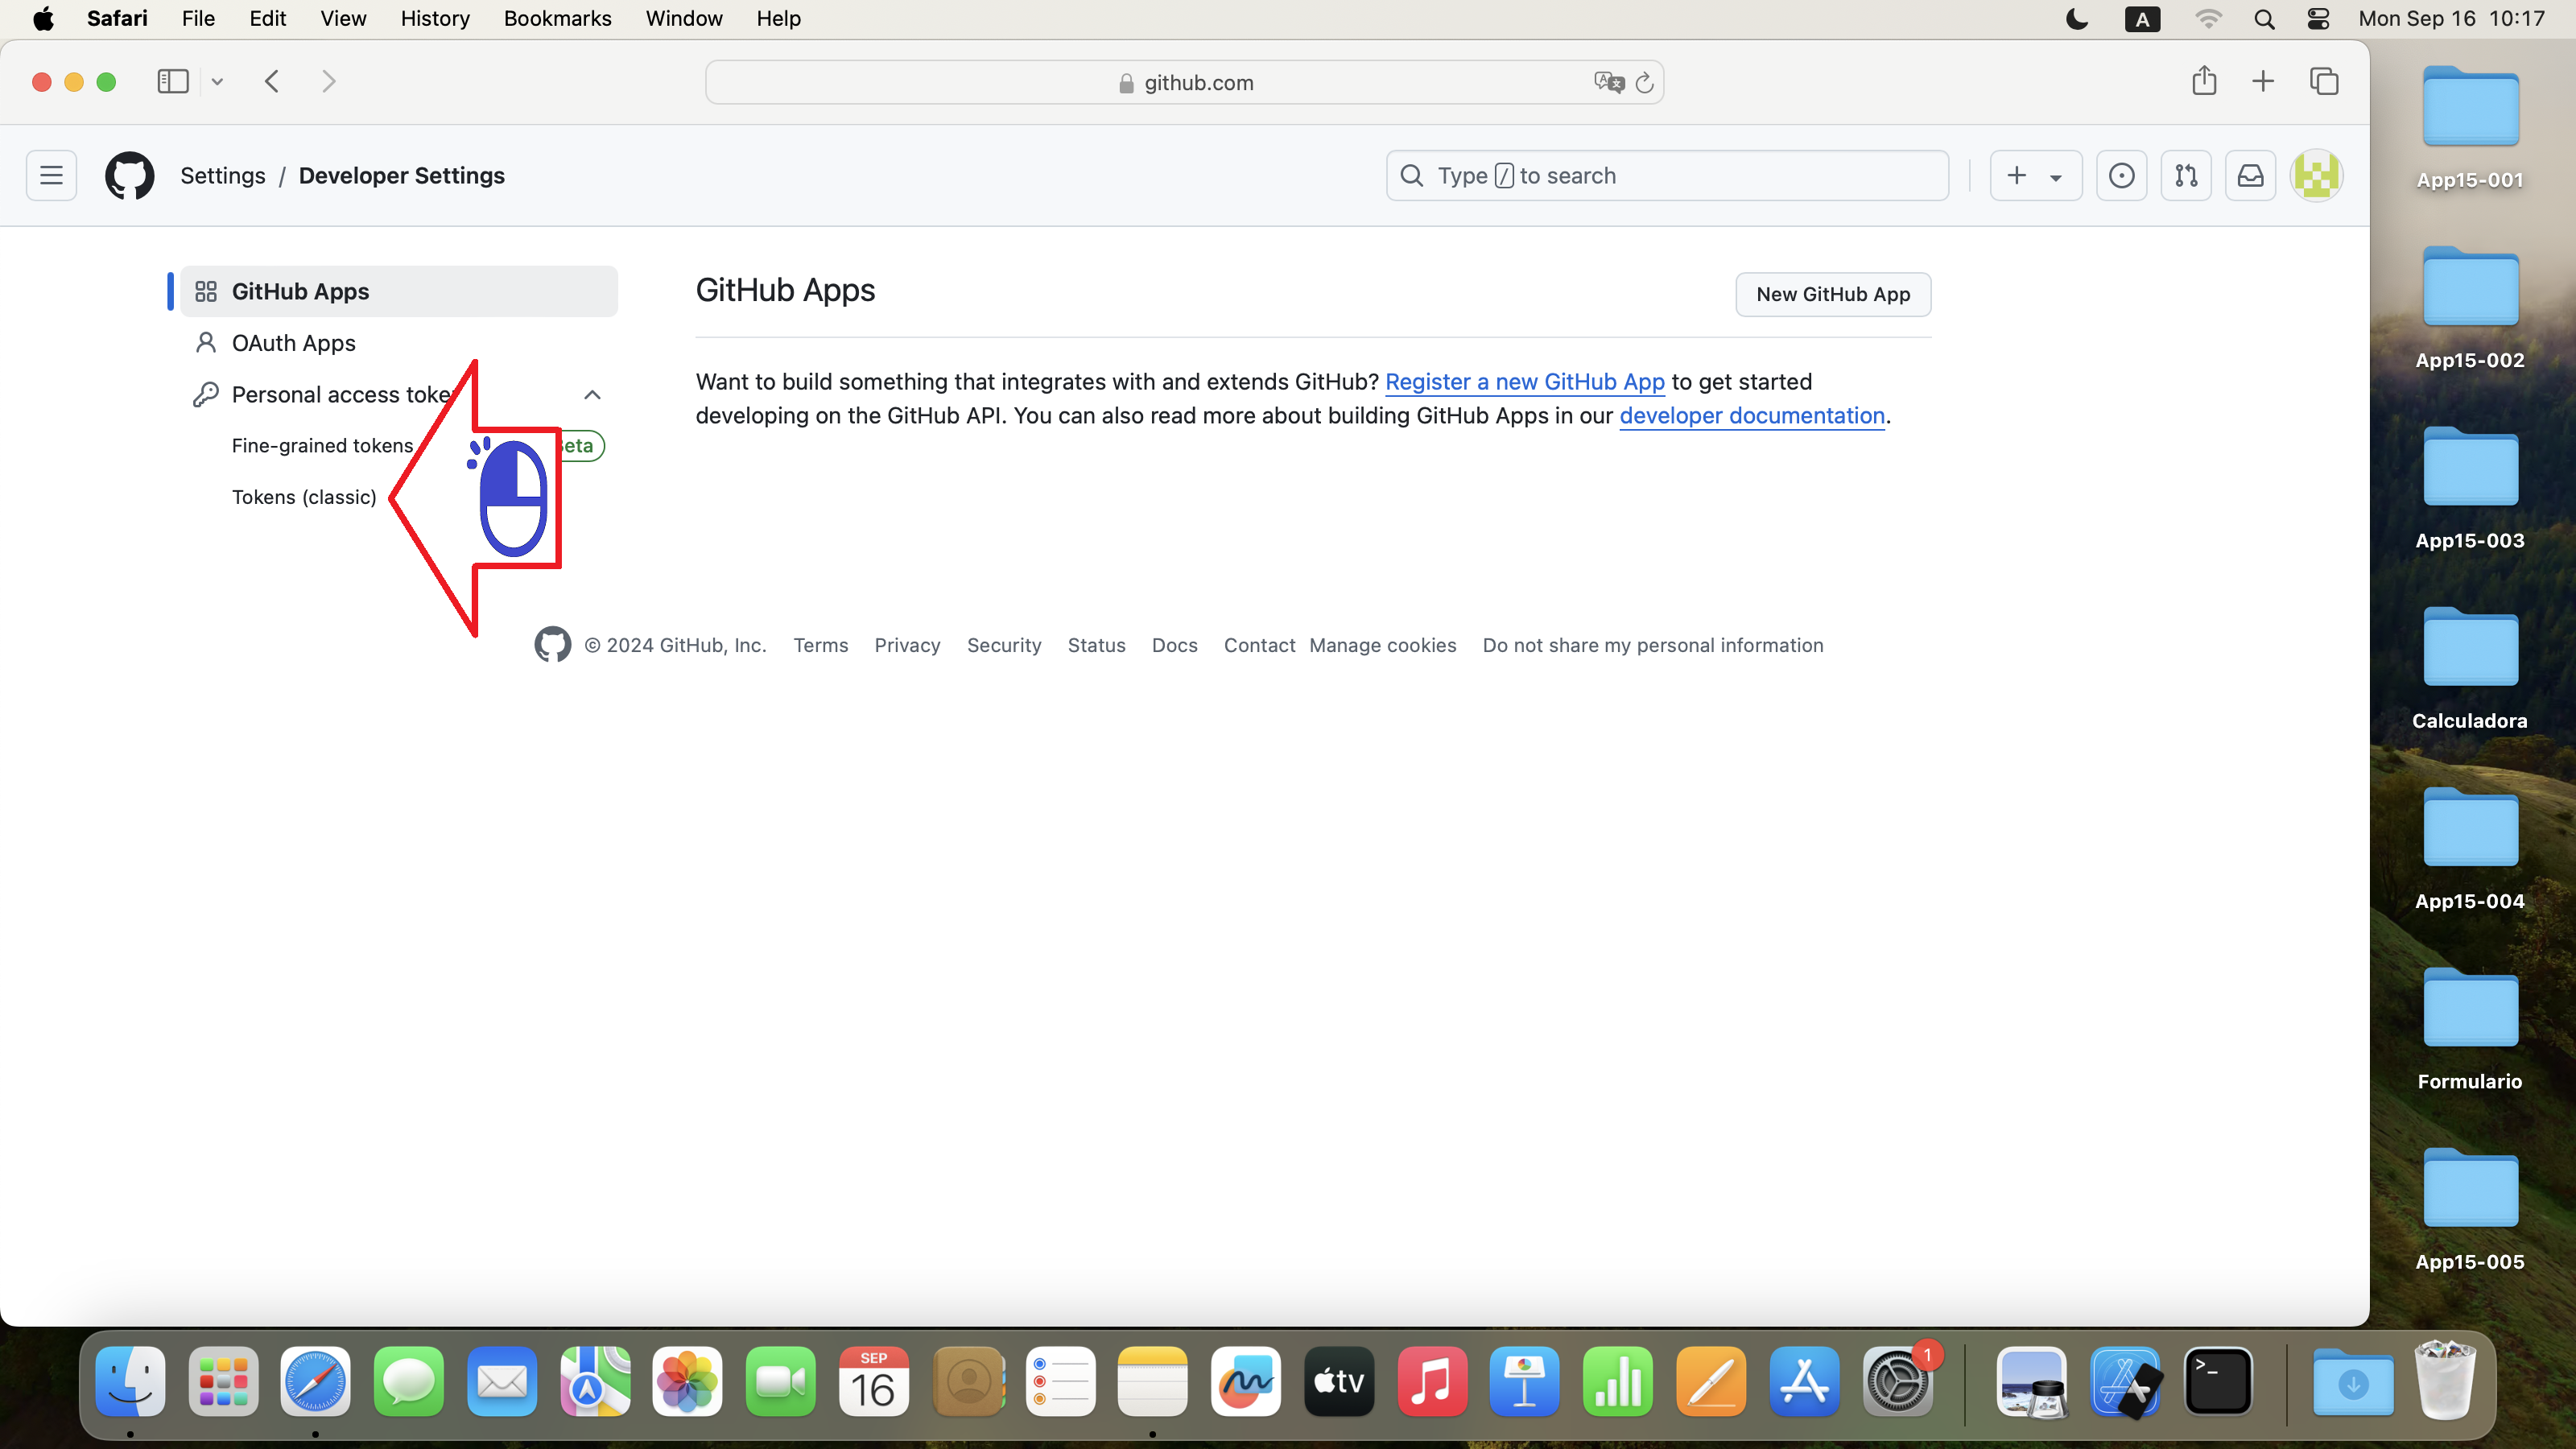 Safari File Edit View History Bookmarks Window Help A Mon Sep 16 10:17
github.com
Settings / Developer Settings Type / to search
GitHub Apps
OAuth Apps
Personal access
Fine-grained tokens
Tokens (classic)
GitHub Apps New GitHub App
Want to build something that integrates with and extends GitHub? Register a new GitHub App to get started
developing on the GitHub API. You can also read more about building GitHub Apps in our developer documentation.
© 2024 GitHub, Inc. Terms Privacy Security Status Docs Contact Manage cookies Do not share my personal information
App15-001
App15-002
App15-003
Calculadora
App15-004
Formulario
App15-005
SEP
16
tv
1
>_